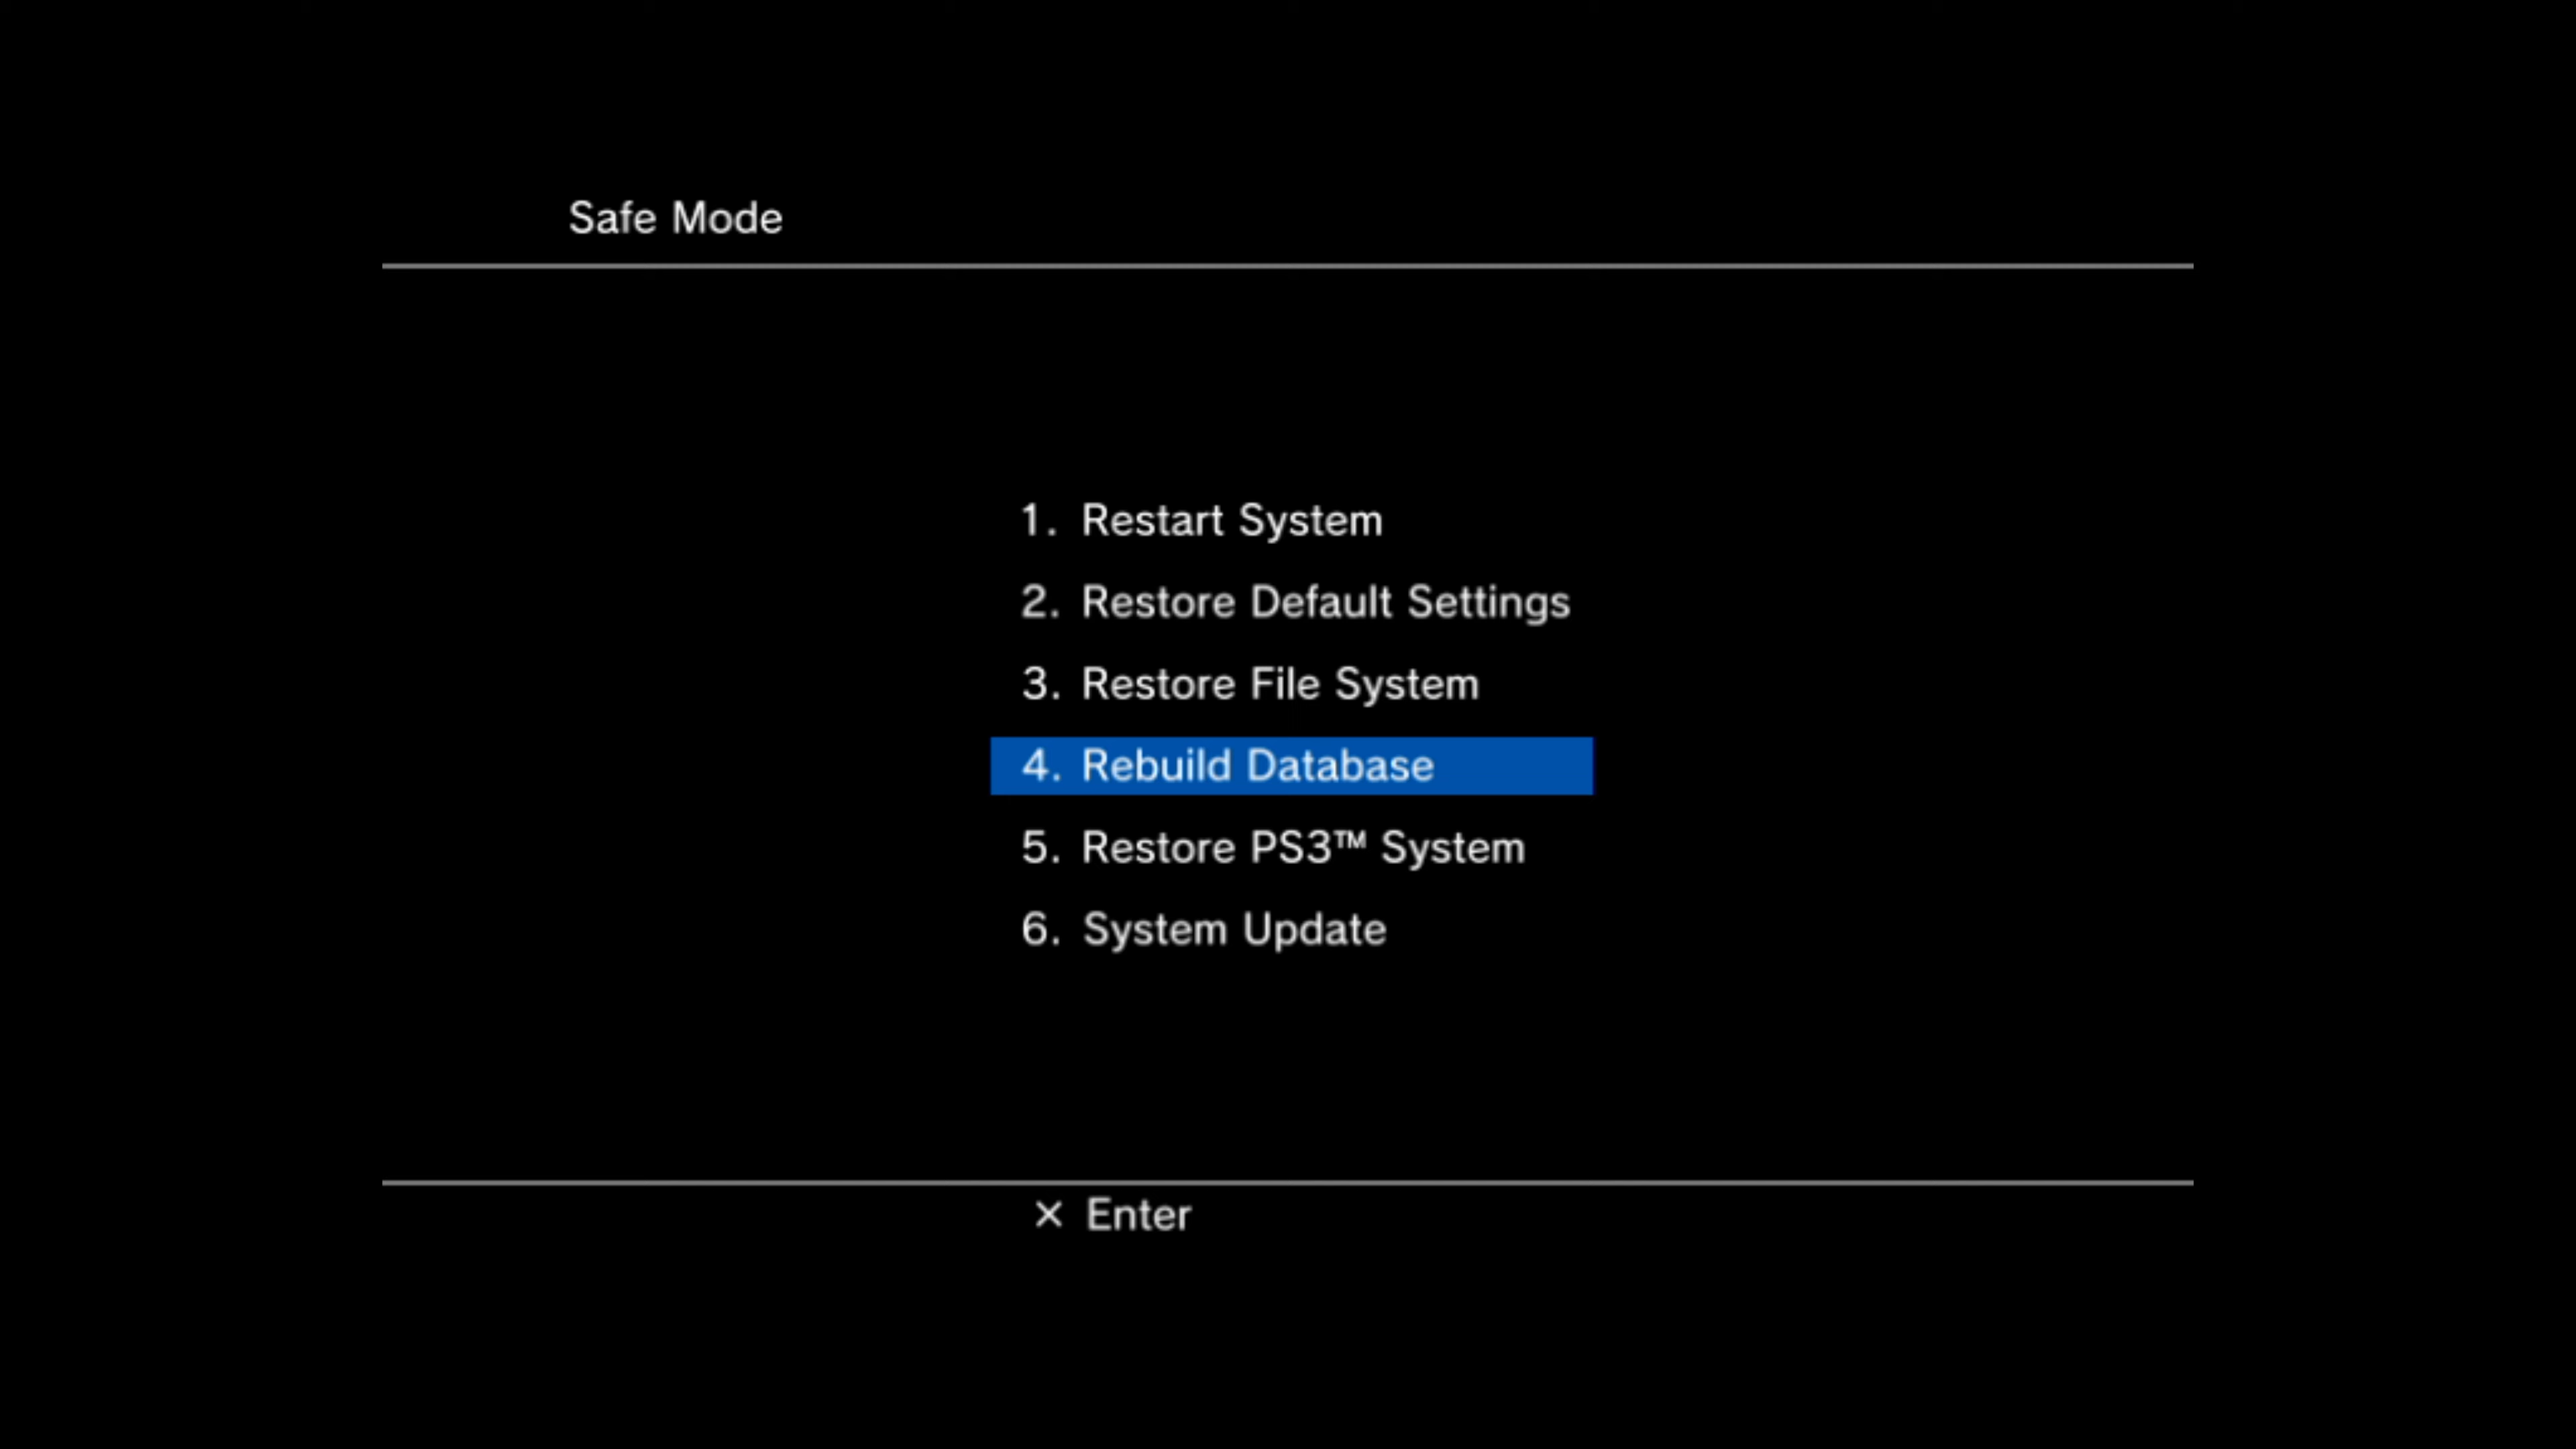 Safe Mode
1. Restart System
2. Restore Default Settings
3. Restore File System
4. Rebuild Database
5. Restore PS3™ System
6. System Update
✕ Enter